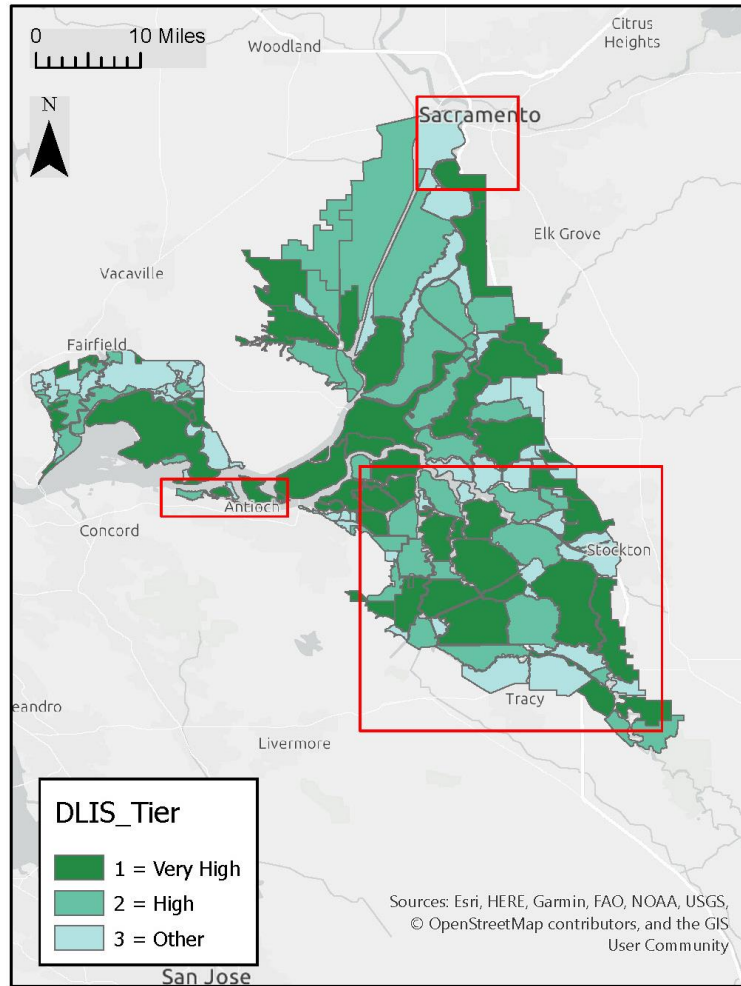 0 10 Miles
Woodland
Citrus
Heights
N
Sacramento
Elk Grove
Vacaville
Fairfield
Antioch
Concord
Stockton
Tracy
eandro
Livermore
DLIS_Tier
1 = Very High
2 = High
3 = Other
Sources: Esri, HERE, Garmin, FAO, NOAA, USGS,
© OpenStreetMap contributors, and the GIS
User Community
San Jose